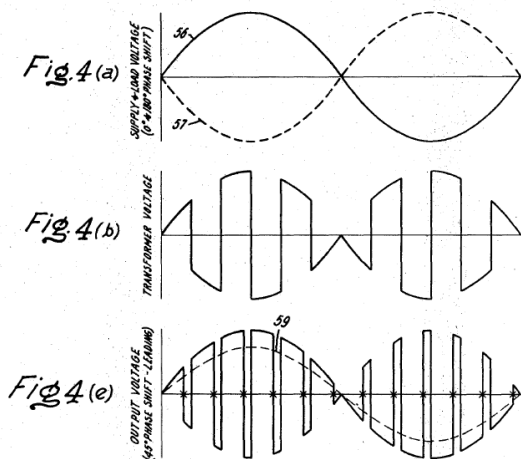 Fig. 4 (a)
SUPPLY & LOAD VOLTAGE
(0° & 180° PHASE SHIFT)
56
57
Fig. 4 (b)
TRANSFORMER VOLTAGE
Fig. 4 (e)
OUTPUT VOLTAGE
(45° PHASE SHIFT-LEADING)
59